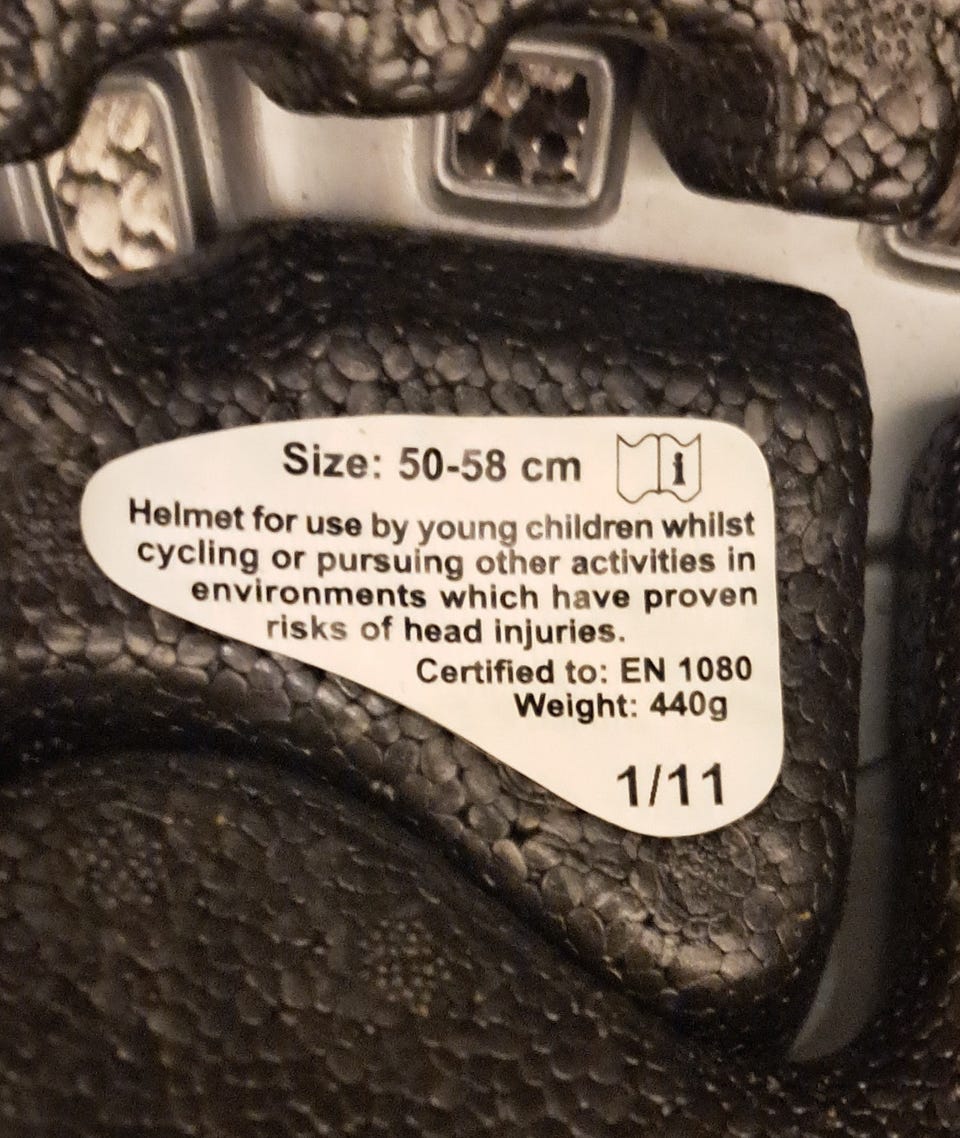 Size: 50-58 cm i
Helmet for use by young children whilst
cycling or pursuing other activities in
environments which have proven
risks of head injuries.
Certified to: EN 1080
Weight: 440g
1/11